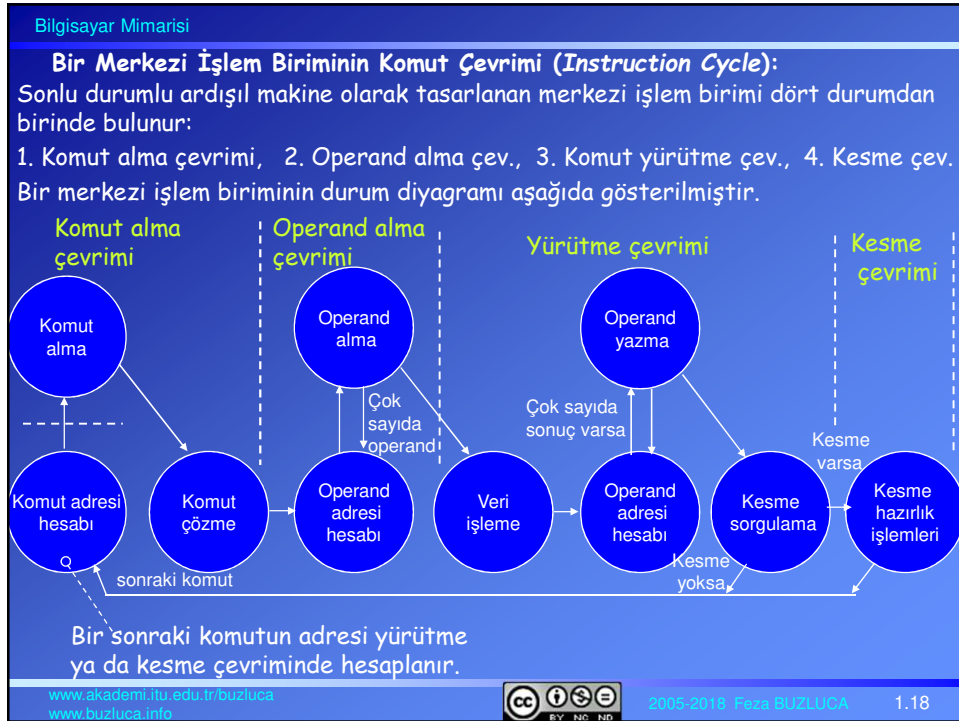 Bilgisayar Mimarisi
Bir Merkezi İşlem Biriminin Komut Çevrimi (Instruction Cycle):
Sonlu durumlu ardışıl makine olarak tasarlanan merkezi işlem birimi dört durumdan
birinde bulunur:
1. Komut alma çevrimi, 2. Operand alma çev., 3. Komut yürütme çev., 4. Kesme çev.
Bir merkezi işlem biriminin durum diyagramı aşağıda gösterilmiştir.
Komut alma
çevrimi
Operand alma
çevrimi
Yürütme çevrimi
Kesme
çevrimi
Komut
alma
Operand
alma
Operand
yazma
Çok
sayıda
operand
Çok sayıda
sonuç varsa
Kesme
varsa
Komut adresi
hesabı
Komut
çözme
Operand
adresi
hesabı
Veri
işleme
Operand
adresi
hesabı
Kesme
sorgulama
Kesme
hazırlık
işlemleri
sonraki komut
Kesme
yoksa
Bir sonraki komutun adresi yürütme
ya da kesme çevriminde hesaplanır.
www.akademi.itu.edu.tr/buzluca
www.buzluca.info
cc
BY NC ND
2005-2018 Feza BUZLUCA
1.18